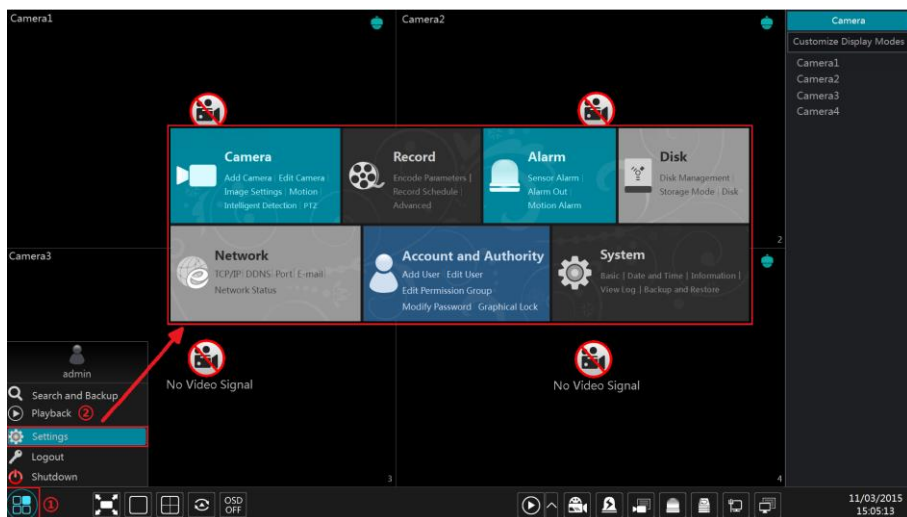 Camera1
Camera2
Camera
Customize Display Modes
Camera1
Camera2
Camera3
Camera4
Camera
Add Camera | Edit Camera |
Image Settings | Motion |
Intelligent Detection | PTZ
Record
Encode Parameters |
Record Schedule |
Advanced
Alarm
Sensor Alarm |
Alarm Out |
Motion Alarm
Disk
Disk Management |
Storage Mode | Disk
2
Camera3
Network
TCP/IP| DDNS| Port | E-mail|
Network Status
Account and Authority
Add User | Edit User
Edit Permission Group
Modify Password | Graphical Lock
System
Basic | Date and Time | Information |
View Log | Backup and Restore
admin
No Video Signal
No Video Signal
Search and Backup
Playback ②
Settings
Logout
Shutdown
3
4
①
OSD
OFF
11/03/2015
15:05:13